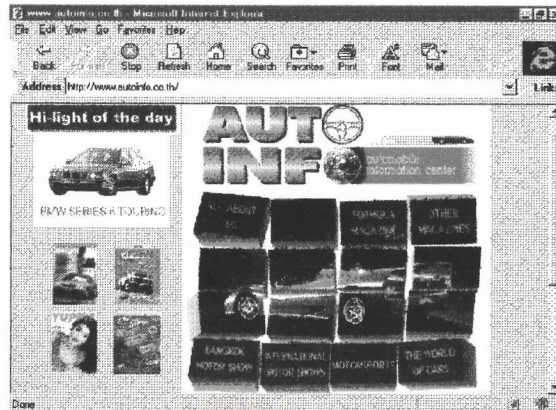 www.autoinfo.co.th - Microsoft Internet Explorer
File Edit View Go Favorites Help
Back Stop Refresh Home Search Favorites Print Font Mail
Address http://www.autoinfo.co.th/ Links
Hi-light of the day
AUTO
INFO
automobile
information center
BMW SERIES TOURING
ALL ABOUT
US
FORMULA
MAGAZINE
OTHER
MAGAZINES
BANGKOK
MOTOR SHOW
INTERNATIONAL
MOTOR SHOWS
MOTORSPORTS
THE WORLD
OF CARS
Done